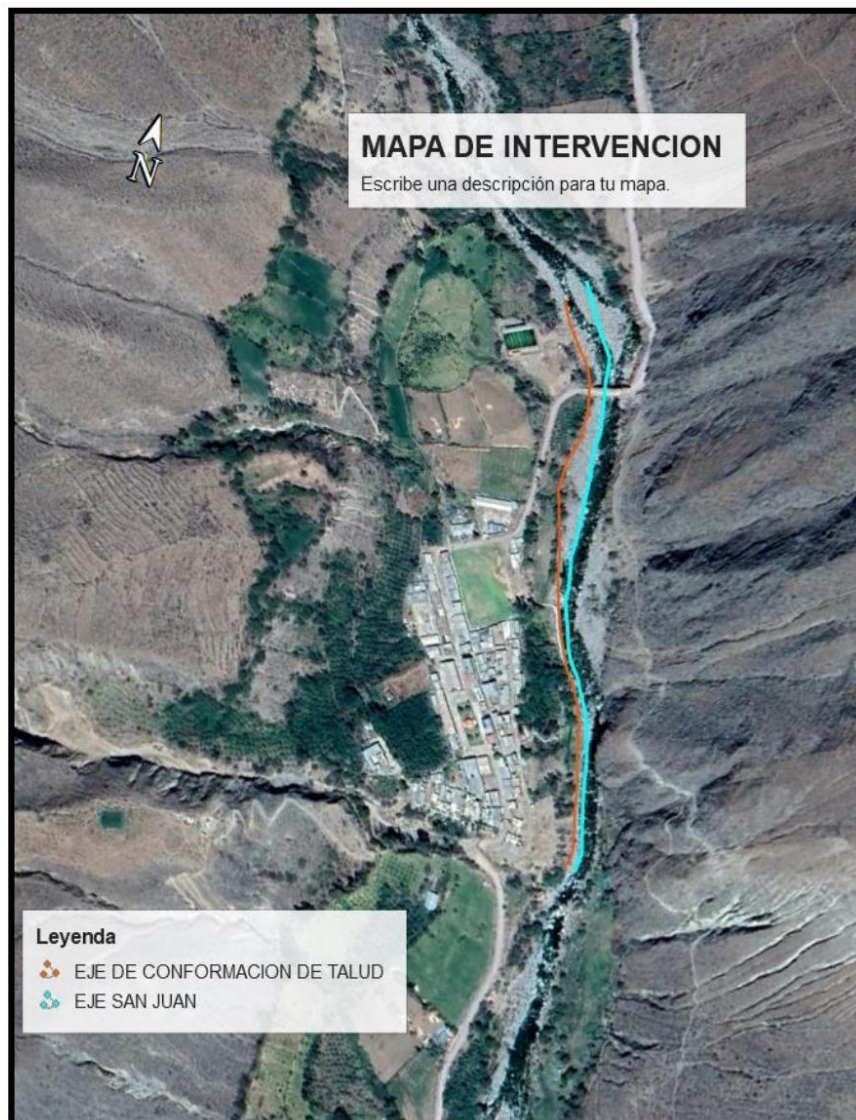 MAPA DE INTERVENCION
Escribe una descripción para tu mapa.
N
Leyenda
EJE DE CONFORMACION DE TALUD
EJE SAN JUAN